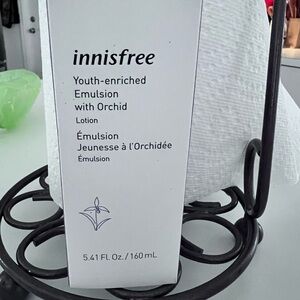 innisfree
Youth-enriched
Emulsion
with Orchid
Lotion
Émulsion
Jeunesse à l'Orchidée
Émulsion
5.41 FL Oz. / 160 mL